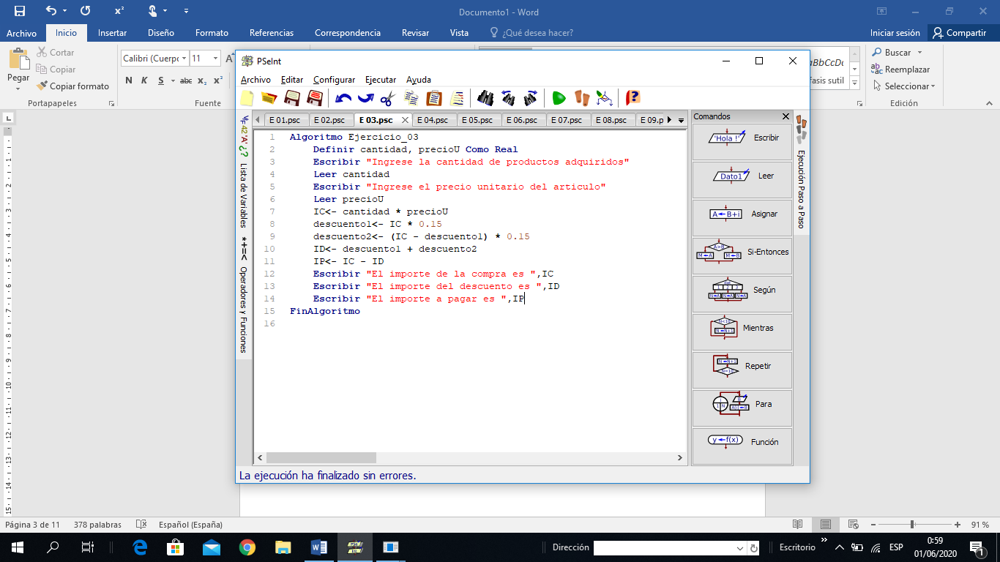 Documento1 - Word
Archivo Inicio Insertar Diseño Formato Referencias Correspondencia Revisar Vista ¿Qué desea hacer? Iniciar sesión Compartir
Pegar
Cortar
Copiar
Copiar formato
Portapapeles
Calibri (Cuerpo 11
N K S abc x₂ x²
Fuente
aBbCcDc
fasis sutil
Buscar
Reemplazar
Seleccionar
Edición
PSeInt
Archivo Editar Configurar Ejecutar Ayuda
E 01.psc E 02.psc E 03.psc E 04.psc E 05.psc E 06.psc E 07.psc E 08.psc E 09.p
Lista de Variables
Operadores y Funciones
1 Algoritmo Ejercicio_03
2 Definir cantidad, precioU Como Real
3 Escribir "Ingrese la cantidad de productos adquiridos"
4 Leer cantidad
5 Escribir "Ingrese el precio unitario del articulo"
6 Leer precioU
7 IC<- cantidad * precioU
8 descuento1<- IC * 0.15
9 descuento2<- (IC - descuento1) * 0.15
10 ID<- descuento1 + descuento2
11 IP<- IC - ID
12 Escribir "El importe de la compra es ",IC
13 Escribir "El importe del descuento es ",ID
14 Escribir "El importe a pagar es ",IP
15 FinAlgoritmo
16
Comandos
'Hola !' Escribir
Dato1 Leer
A←B+i Asignar
A>B M←A M←B Si-Entonces
Según
Mientras
Repetir
Para
y←f(x) Función
Ejecución Paso a Paso
La ejecución ha finalizado sin errores.
Página 3 de 11 378 palabras Español (España) 91 %
Dirección Escritorio ESP
0:59
01/06/2020
1